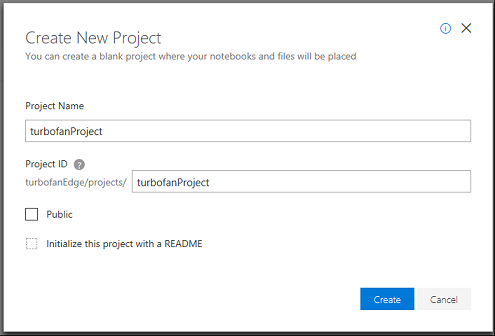 Create New Project
You can create a blank project where your notebooks and files will be placed
Project Name
turbofanProject
Project ID ?
turbofanEdge/projects/ turbofanProject
Public
Initialize this project with a README
Create Cancel